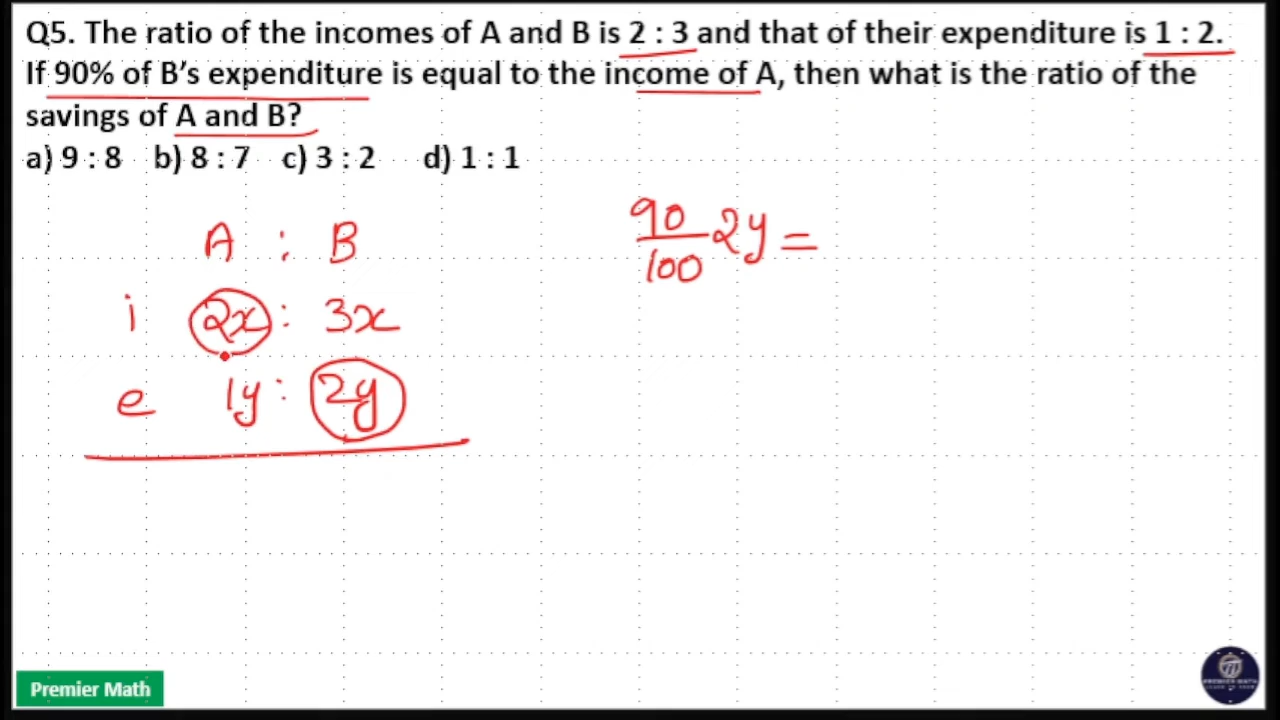 Q5. The ratio of the incomes of A and B is 2 : 3 and that of their expenditure is 1 : 2.
If 90% of B’s expenditure is equal to the income of A, then what is the ratio of the
savings of A and B?
a) 9 : 8 b) 8 : 7 c) 3 : 2 d) 1 : 1
A : B
i 2x : 3x
e 1y : 2y
90/100 2y =
Premier Math
PREMIER MATH